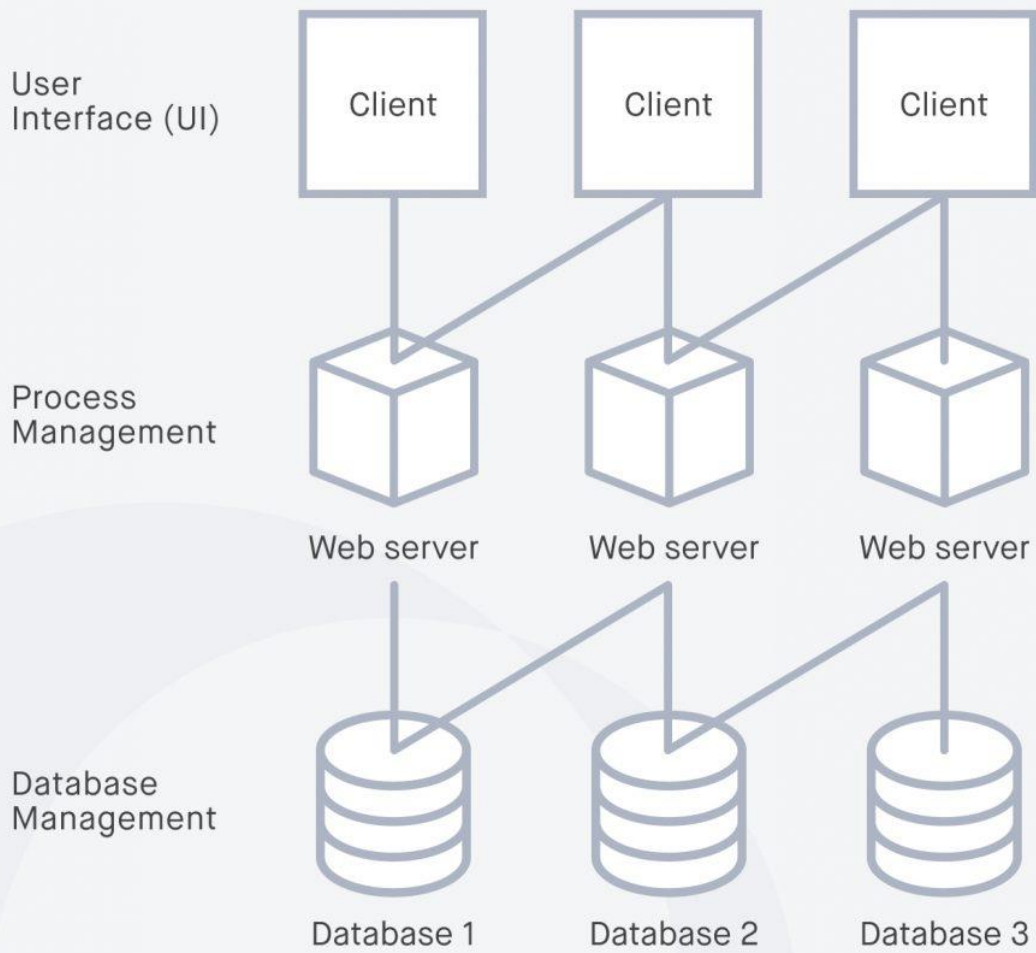 User
Interface (UI)
Client
Client
Client
Process
Management
Web server
Web server
Web server
Database
Management
Database 1
Database 2
Database 3